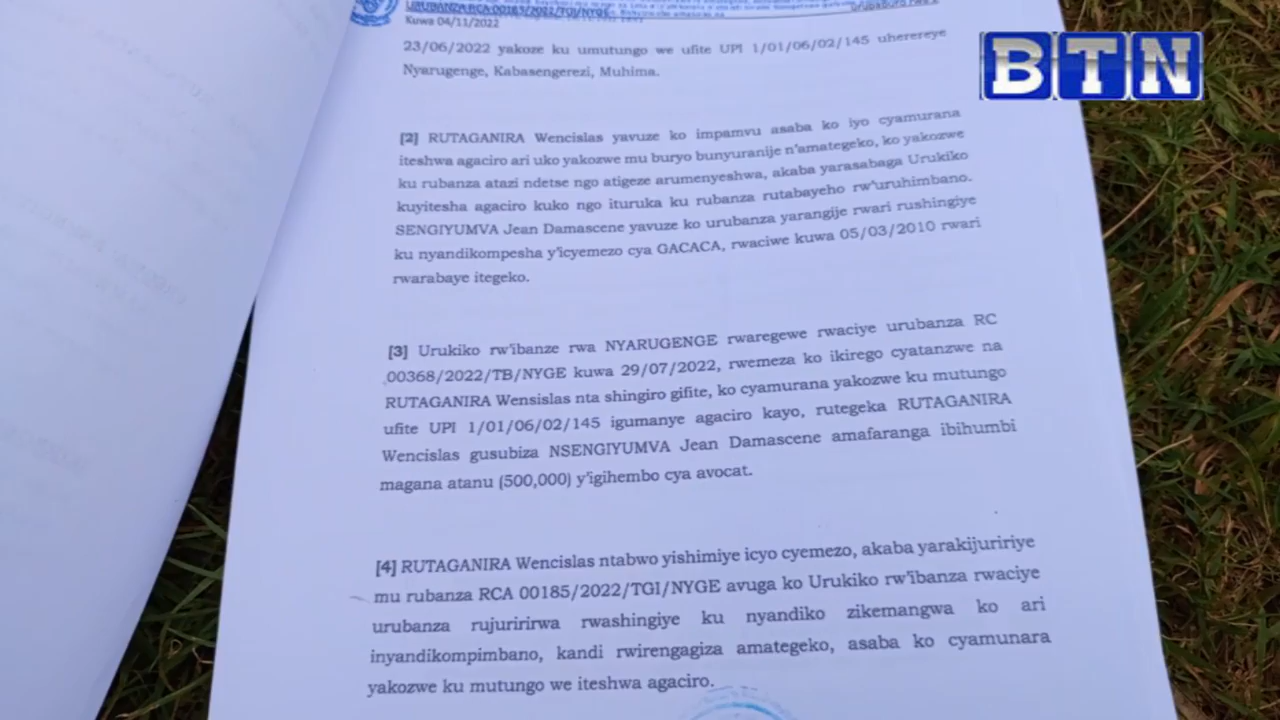 URUBANZA RCA 00185/2022/TGI/NYGE
Kuwa 04/11/2022
23/06/2022 yakoze ku umutungo we ufite UPI 1/01/06/02/145 uherereye
Nyarugenge, Kabasengerezi, Muhima.
BTN
[2] RUTAGANIRA Wencislas yavuze ko impamvu asaba ko iyo cyamurana
iteshwa agaciro ari uko yakozwe mu buryo bunyuranije n'amategeko, ko yakozwe
ku rubanza atazi ndetse ngo atigeze arumenyeshwa, akaba yarasabaga Urukiko
kuyitesha agaciro kuko ngo ituruka ku rubanza rutabayeho rw'uruhimbano.
SENGIYUMVA Jean Damascene yavuze ko urubanza yarangije rwari rushingiye
ku nyandikompesha y'icyemezo cya GACACA, rwaciwe kuwa 05/03/2010 rwari
rwarabaye itegeko.
[3] Urukiko rw'ibanze rwa NYARUGENGE rwaregewe rwaciye urubanza RC
00368/2022/TB/NYGE kuwa 29/07/2022, rwemeza ko ikirego cyatanzwe na
RUTAGANIRA Wensislas nta shingiro gifite, ko cyamurana yakozwe ku mutungo
ufite UPI 1/01/06/02/145 igumanye agaciro kayo, rutegeka RUTAGANIRA
Wencislas gusubiza NSENGIYUMVA Jean Damascene amafaranga ibihumbi
magana atanu (500,000) y'igihembo cya avocat.
[4] RUTAGANIRA Wencislas ntabwo yishimiye icyo cyemezo, akaba yarakijuririye
mu rubanza RCA 00185/2022/TGI/NYGE avuga ko Urukiko rw'ibanza rwaciye
urubanza rujuririrwa rwashingiye ku nyandiko zikemangwa ko ari
inyandikompimbano, kandi rwirengagiza amategeko, asaba ko cyamunara
yakozwe ku mutungo we iteshwa agaciro.